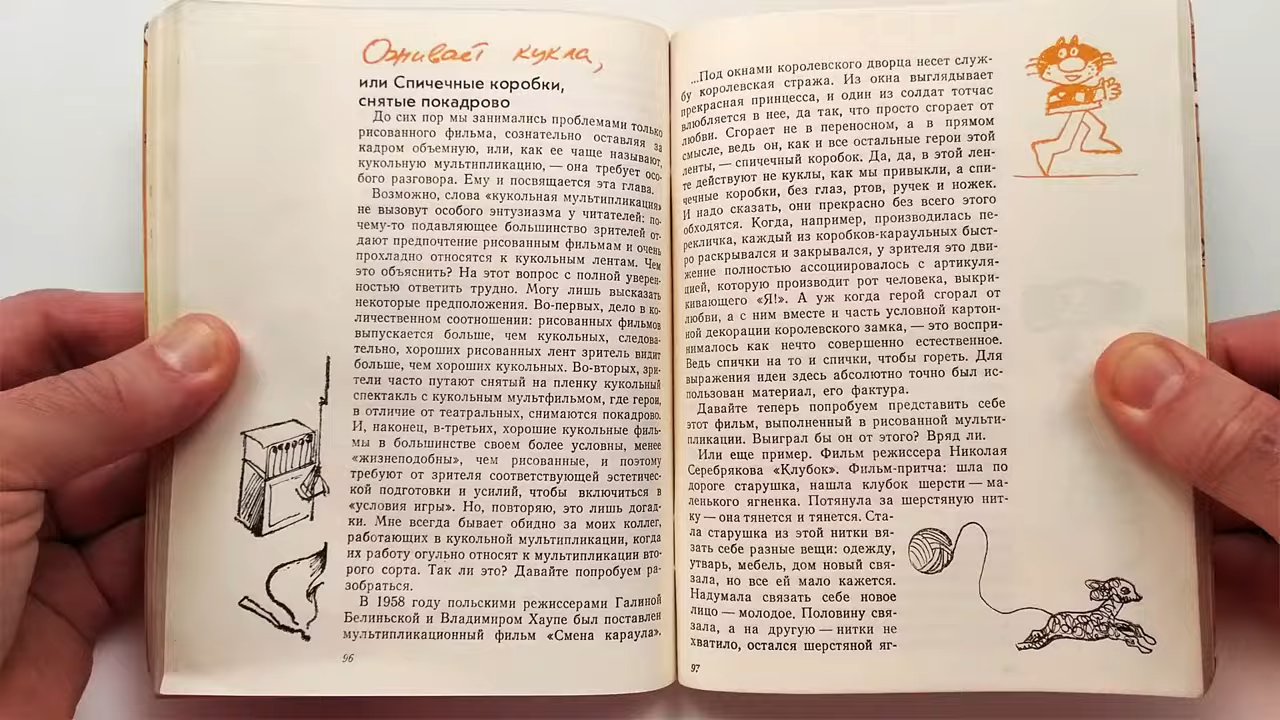 Оживает кукла,
или Спичечные коробки,
снятые покадрово
До сих пор мы занимались проблемами только
рисованного фильма, сознательно оставляя за
кадром объемную, или, как ее чаще называют,
кукольную мультипликацию, — она требует осо-
бого разговора. Ему и посвящается эта глава.
Возможно, слова «кукольная мультипликация»
не вызовут особого энтузиазма у читателей: по-
чему-то подавляющее большинство зрителей от-
дают предпочтение рисованным фильмам и очень
прохладно относятся к кукольным лентам. Чем
это объяснить? На этот вопрос с полной уверен-
ностью ответить трудно. Могу лишь высказать
некоторые предположения. Во-первых, дело в ко-
личественном соотношении: рисованных фильмов
выпускается больше, чем кукольных, следова-
тельно, хороших рисованных лент зритель видит
больше, чем хороших кукольных. Во-вторых, зри-
тели часто путают снятый на пленку кукольный
спектакль с кукольным мультфильмом, где герои,
в отличие от театральных, снимаются покадрово.
И, наконец, в-третьих, хорошие кукольные филь-
мы в большинстве своем более условны, менее
«жизнеподобны», чем рисованные, и поэтому
требуют от зрителя соответствующей эстетичес-
кой подготовки и усилий, чтобы включиться в
«условия игры». Но, повторяю, это лишь догад-
ки. Мне всегда бывает обидно за моих коллег,
работающих в кукольной мультипликации, когда
их работу огульно относят к мультипликации вто-
рого сорта. Так ли это? Давайте попробуем ра-
зобраться.
В 1958 году польскими режиссерами Галиной
Белиньской и Владимиром Хаупе был поставлен
мультипликационный фильм «Смена караула».
96
...Под окнами королевского дворца несет служ-
бу королевская стража. Из окна выглядывает
прекрасная принцесса, и один из солдат тотчас
влюбляется в нее, да так, что просто сгорает от
любви. Сгорает не в переносном, а в прямом
смысле, ведь он, как и все остальные герои этой
ленты, — спичечный коробок. Да, да, в этой лен-
те действуют не куклы, как мы привыкли, а спи-
чечные коробки, без глаз, ртов, ручек и ножек.
И надо сказать, они прекрасно без всего этого
обходятся. Когда, например, производилась пе-
рекличка, каждый из коробков-караульных быст-
ро раскрывался и закрывался, у зрителя это дви-
жение полностью ассоциировалось с артикуля-
цией, которую производит рот человека, выкри-
кивающего «Я!». А уж когда герой сгорал от
любви, а с ним вместе и часть условной картон-
ной декорации королевского замка, — это воспри-
нималось как нечто совершенно естественное.
Ведь спички на то и спички, чтобы гореть. Для
выражения идеи здесь абсолютно точно был ис-
пользован материал, его фактура.
Давайте теперь попробуем представить себе
этот фильм, выполненный в рисованной мульти-
пликации. Выиграл бы он от этого? Вряд ли.
Или еще пример. Фильм режиссера Николая
Серебрякова «Клубок». Фильм-притча: шла по
дороге старушка, нашла клубок шерсти — ма-
ленького ягненка. Потянула за шерстяную нит-
ку — она тянется и тянется. Ста-
ла старушка из этой нитки вя-
зать себе разные вещи: одежду,
утварь, мебель, дом новый свя-
зала, но все ей мало кажется.
Надумала связать себе новое
лицо — молодое. Половину свя-
зала, а на другую — нитки не
хватило, остался шерстяной яг-
97